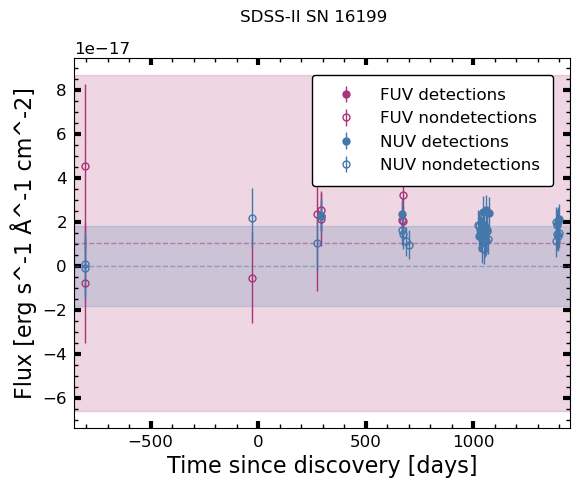 SDSS-II SN 16199
1e−17
FUV detections
FUV nondetections
NUV detections
NUV nondetections
8
6
4
2
0
−2
−4
−6
Flux [erg s^-1 Å^-1 cm^-2]
−500
0
500
1000
Time since discovery [days]